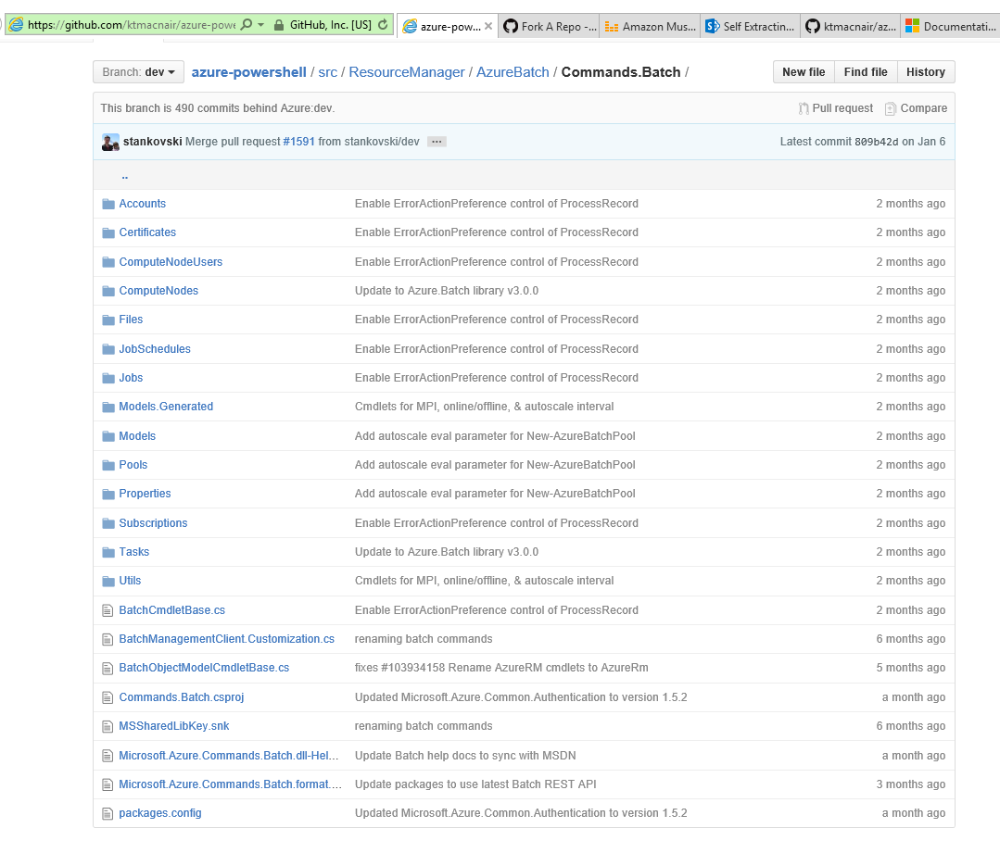 https://github.com/ktmacnair/azure-powe GitHub, Inc. [US] azure-pow... Fork A Repo -... Amazon Mus... Self Extractin... ktmacnair/az... Documentati...
Branch: dev azure-powershell / src / ResourceManager / AzureBatch / Commands.Batch / New file Find file History
This branch is 490 commits behind Azure:dev. Pull request Compare
stankovski Merge pull request #1591 from stankovski/dev ... Latest commit 809b42d on Jan 6
..
Accounts Enable ErrorActionPreference control of ProcessRecord 2 months ago
Certificates Enable ErrorActionPreference control of ProcessRecord 2 months ago
ComputeNodeUsers Enable ErrorActionPreference control of ProcessRecord 2 months ago
ComputeNodes Update to Azure.Batch library v3.0.0 2 months ago
Files Enable ErrorActionPreference control of ProcessRecord 2 months ago
JobSchedules Enable ErrorActionPreference control of ProcessRecord 2 months ago
Jobs Enable ErrorActionPreference control of ProcessRecord 2 months ago
Models.Generated Cmdlets for MPI, online/offline, & autoscale interval 2 months ago
Models Add autoscale eval parameter for New-AzureBatchPool 2 months ago
Pools Add autoscale eval parameter for New-AzureBatchPool 2 months ago
Properties Add autoscale eval parameter for New-AzureBatchPool 2 months ago
Subscriptions Enable ErrorActionPreference control of ProcessRecord 2 months ago
Tasks Update to Azure.Batch library v3.0.0 2 months ago
Utils Cmdlets for MPI, online/offline, & autoscale interval 2 months ago
BatchCmdletBase.cs Enable ErrorActionPreference control of ProcessRecord 2 months ago
BatchManagementClient.Customization.cs renaming batch commands 6 months ago
BatchObjectModelCmdletBase.cs fixes #103934158 Rename AzureRM cmdlets to AzureRm 5 months ago
Commands.Batch.csproj Updated Microsoft.Azure.Common.Authentication to version 1.5.2 a month ago
MSSharedLibKey.snk renaming batch commands 6 months ago
Microsoft.Azure.Commands.Batch.dll-Hel... Update Batch help docs to sync with MSDN a month ago
Microsoft.Azure.Commands.Batch.format.... Update packages to use latest Batch REST API 3 months ago
packages.config Updated Microsoft.Azure.Common.Authentication to version 1.5.2 a month ago